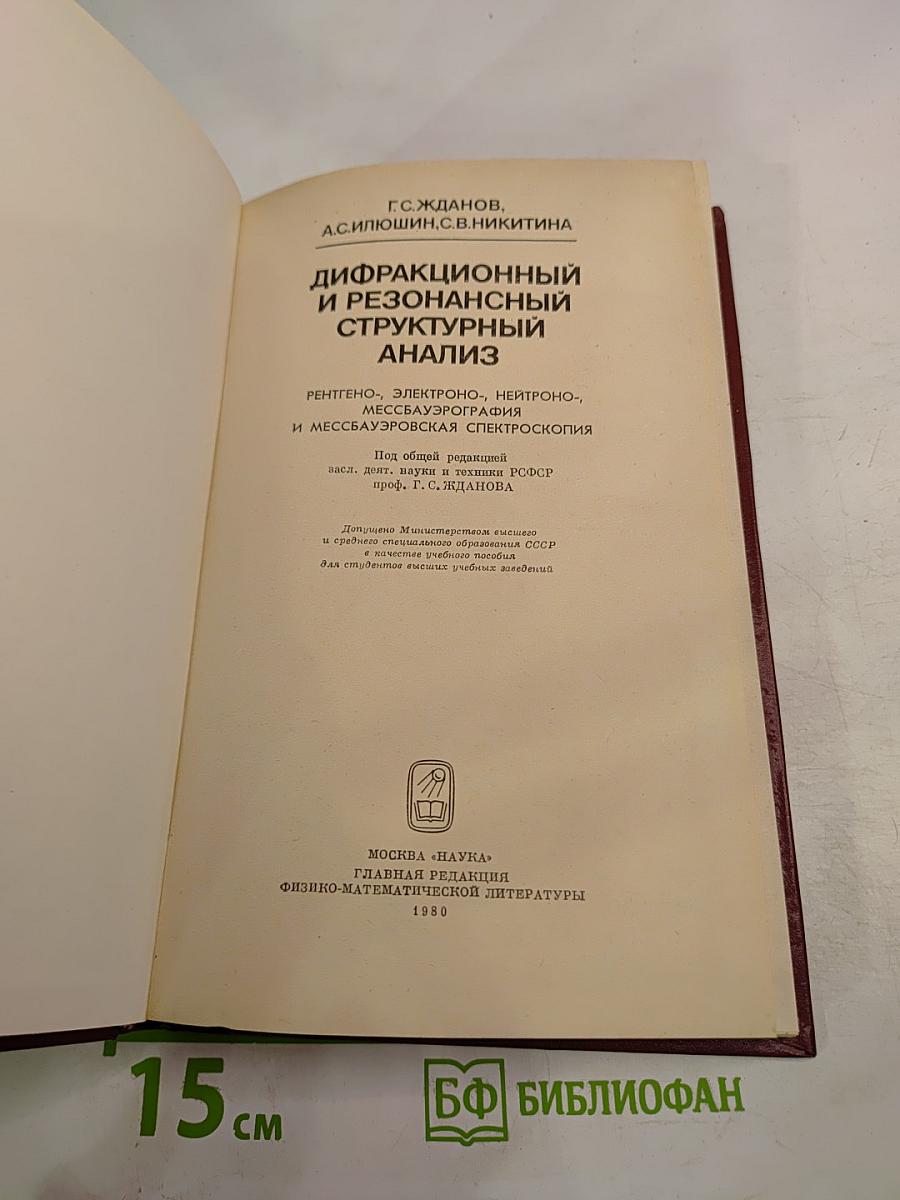 Г.С.ЖДАНОВ,
А.С.ИЛЮШИН,С.В.НИКИТИНА
ДИФРАКЦИОННЫЙ
И РЕЗОНАНСНЫЙ
СТРУКТУРНЫЙ
АНАЛИЗ
РЕНТГЕНО-, ЭЛЕКТРОНО-, НЕЙТРОНО-,
МЕССБАУЭРОГРАФИЯ
И МЕССБАУЭРОВСКАЯ СПЕКТРОСКОПИЯ
Под общей редакцией
засл. деят. науки и техники РСФСР
проф. Г. С. ЖДАНОВА
Допущено Министерством высшего
и среднего специального образования СССР
в качестве учебного пособия
для студентов высших учебных заведений
МОСКВА «НАУКА»
ГЛАВНАЯ РЕДАКЦИЯ
ФИЗИКО-МАТЕМАТИЧЕСКОЙ ЛИТЕРАТУРЫ
1980
15 см
БФ БИБЛИОФАН